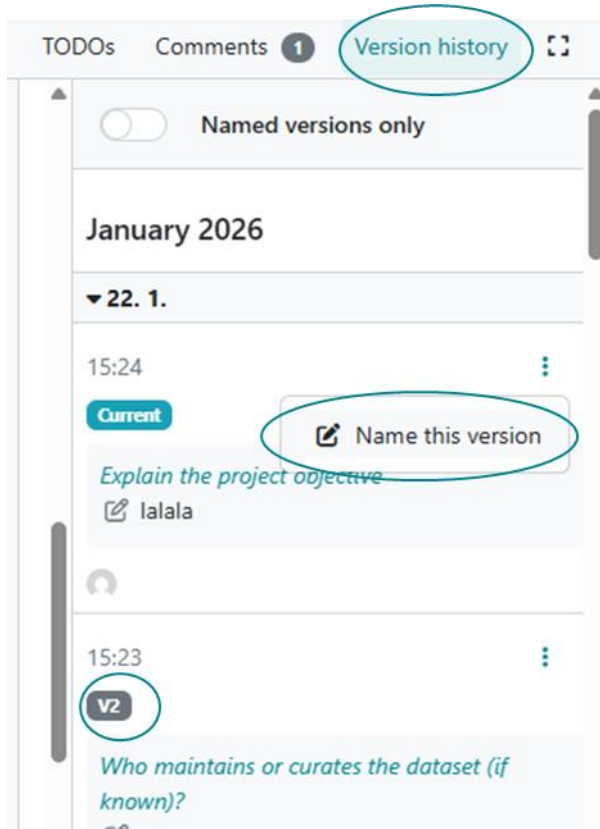 TODOs Comments 1 Version history
Named versions only
January 2026
22. 1.
15:24
Current
Name this version
Explain the project objective
lalala
15:23
V2
Who maintains or curates the dataset (if
known)?